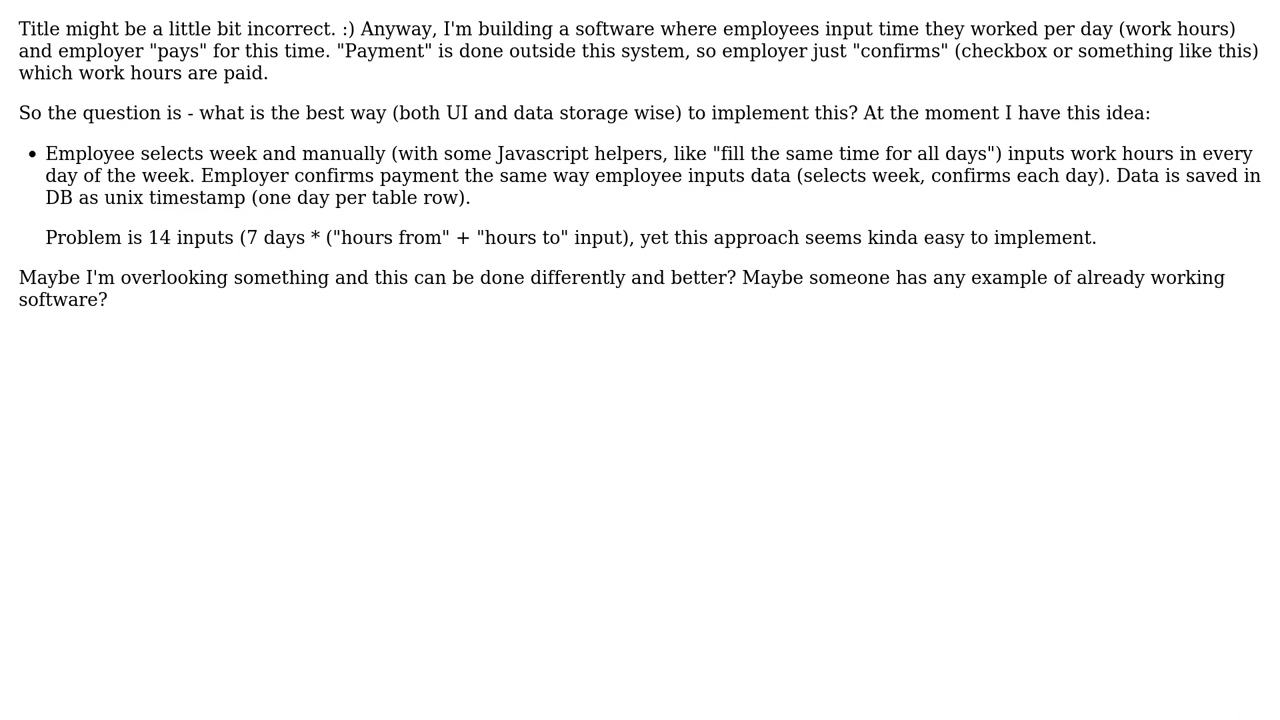 Title might be a little bit incorrect. :) Anyway, I'm building a software where employees input time they worked per day (work hours)
and employer "pays" for this time. "Payment" is done outside this system, so employer just "confirms" (checkbox or something like this)
which work hours are paid.
So the question is - what is the best way (both UI and data storage wise) to implement this? At the moment I have this idea:
• Employee selects week and manually (with some Javascript helpers, like "fill the same time for all days") inputs work hours in every
day of the week. Employer confirms payment the same way employee inputs data (selects week, confirms each day). Data is saved in
DB as unix timestamp (one day per table row).
Problem is 14 inputs (7 days * ("hours from" + "hours to" input), yet this approach seems kinda easy to implement.
Maybe I'm overlooking something and this can be done differently and better? Maybe someone has any example of already working
software?